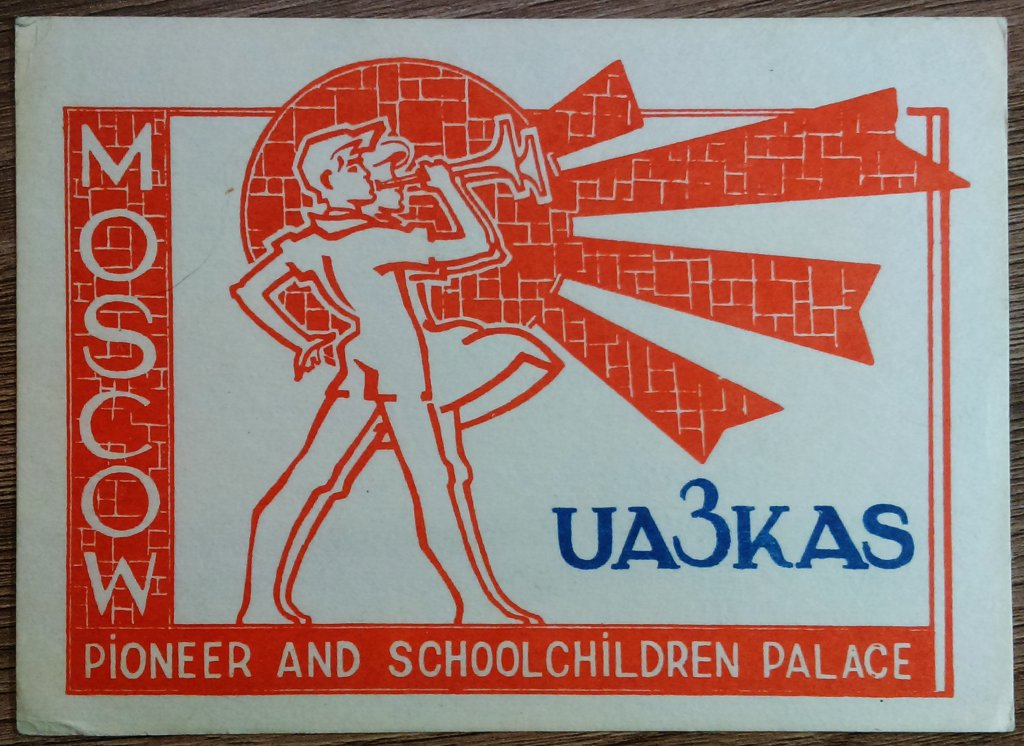 MOSCOW
UA3KAS
PiONEER AND SCHOOLCHiLDREN PALACE